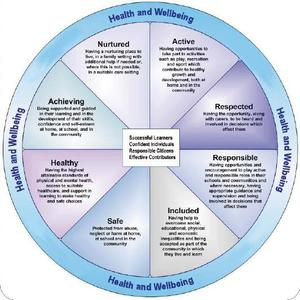 Health and Wellbeing
Nurtured
Having a nurturing place to
live, in a family setting with
additional help if needed or,
where this is not possible,
in a suitable care setting
Active
Having opportunities to
take part in activities
such as play, recreation
and sport which
contribute to healthy
growth and
development, both
at home and in the
community
Respected
Having the opportunity, along
with carers, to be heard and
involved in decisions which
affect them
Responsible
Having opportunities and
encouragement to play active
and responsible roles in their
schools and communities and
where necessary, having
appropriate guidance and
supervision and being
involved in decisions that
affect them
Included
Having help to
overcome social,
educational, physical
and economic
inequalities and being
accepted as part of the
community in which
they live and learn
Safe
Protected from abuse,
neglect or harm at home,
at school and in the
community
Healthy
Having the highest
attainable standards of
physical and mental health,
access to suitable
healthcare, and support in
learning to make healthy
and safe choices
Achieving
Being supported and guided
in their learning and in the
development of their skills,
confidence and self-esteem
at home, at school, and in
the community
Successful Learners
Confident Individuals
Responsible Citizens
Effective Contributors
Health and Wellbeing
Health and Wellbeing
Health and Wellbeing